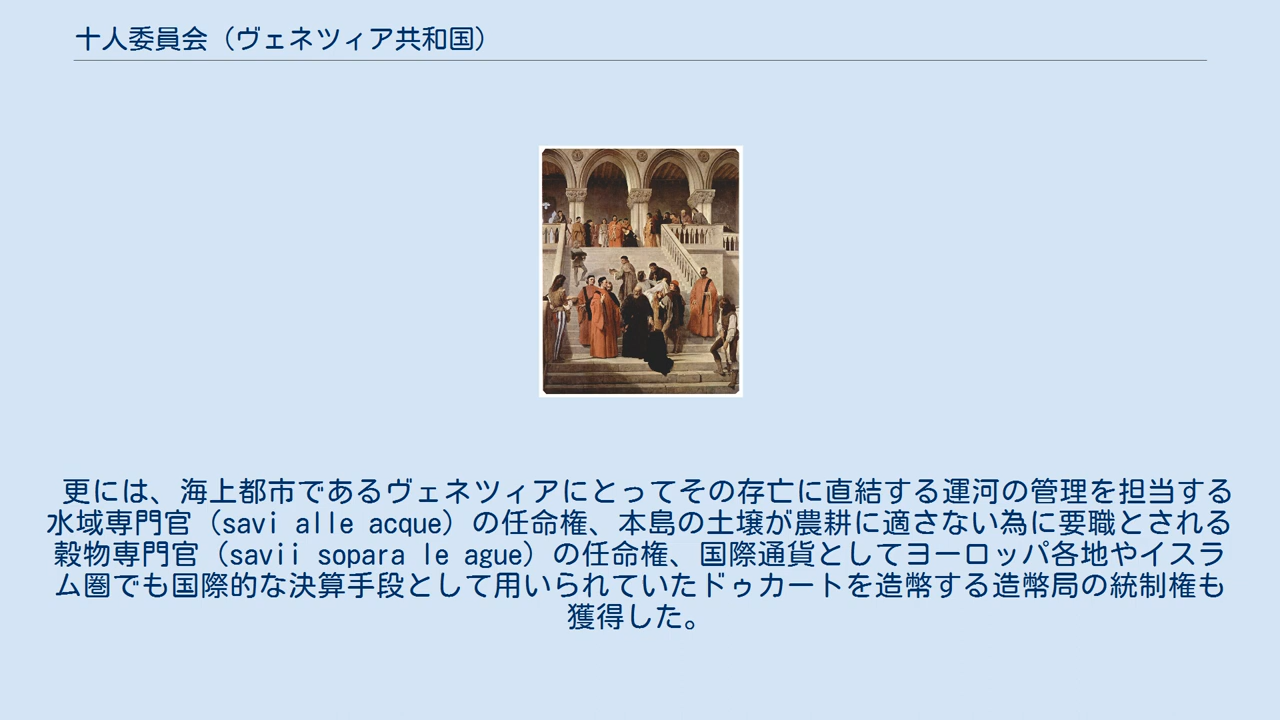 十人委員会（ヴェネツィア共和国）
更には、海上都市であるヴェネツィアにとってその存亡に直結する運河の管理を担当する
水域専門官（savi alle acque）の任命権、本島の土壌が農耕に適さない為に要職とされる
穀物専門官（savii sopara le ague）の任命権、国際通貨としてヨーロッパ各地やイスラ
ム圏でも国際的な決算手段として用いられていたドゥカートを造幣する造幣局の統制権も
獲得した。